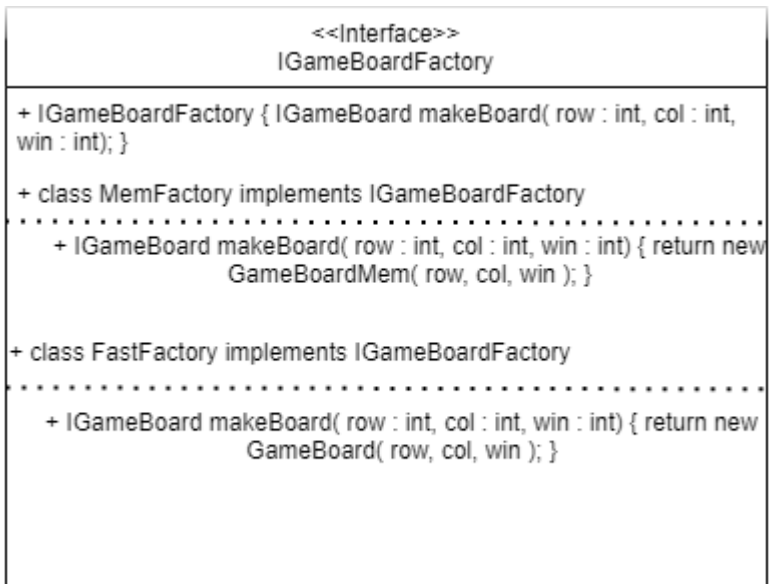 <<Interface>>
IGameBoardFactory
+ IGameBoardFactory { IGameBoard makeBoard( row : int, col : int,
win : int); }
+ class MemFactory implements IGameBoardFactory
+ IGameBoard makeBoard( row : int, col : int, win : int) { return new
GameBoardMem( row, col, win ); }
+ class FastFactory implements IGameBoardFactory
+ IGameBoard makeBoard( row : int, col : int, win : int) { return new
GameBoard( row, col, win ); }